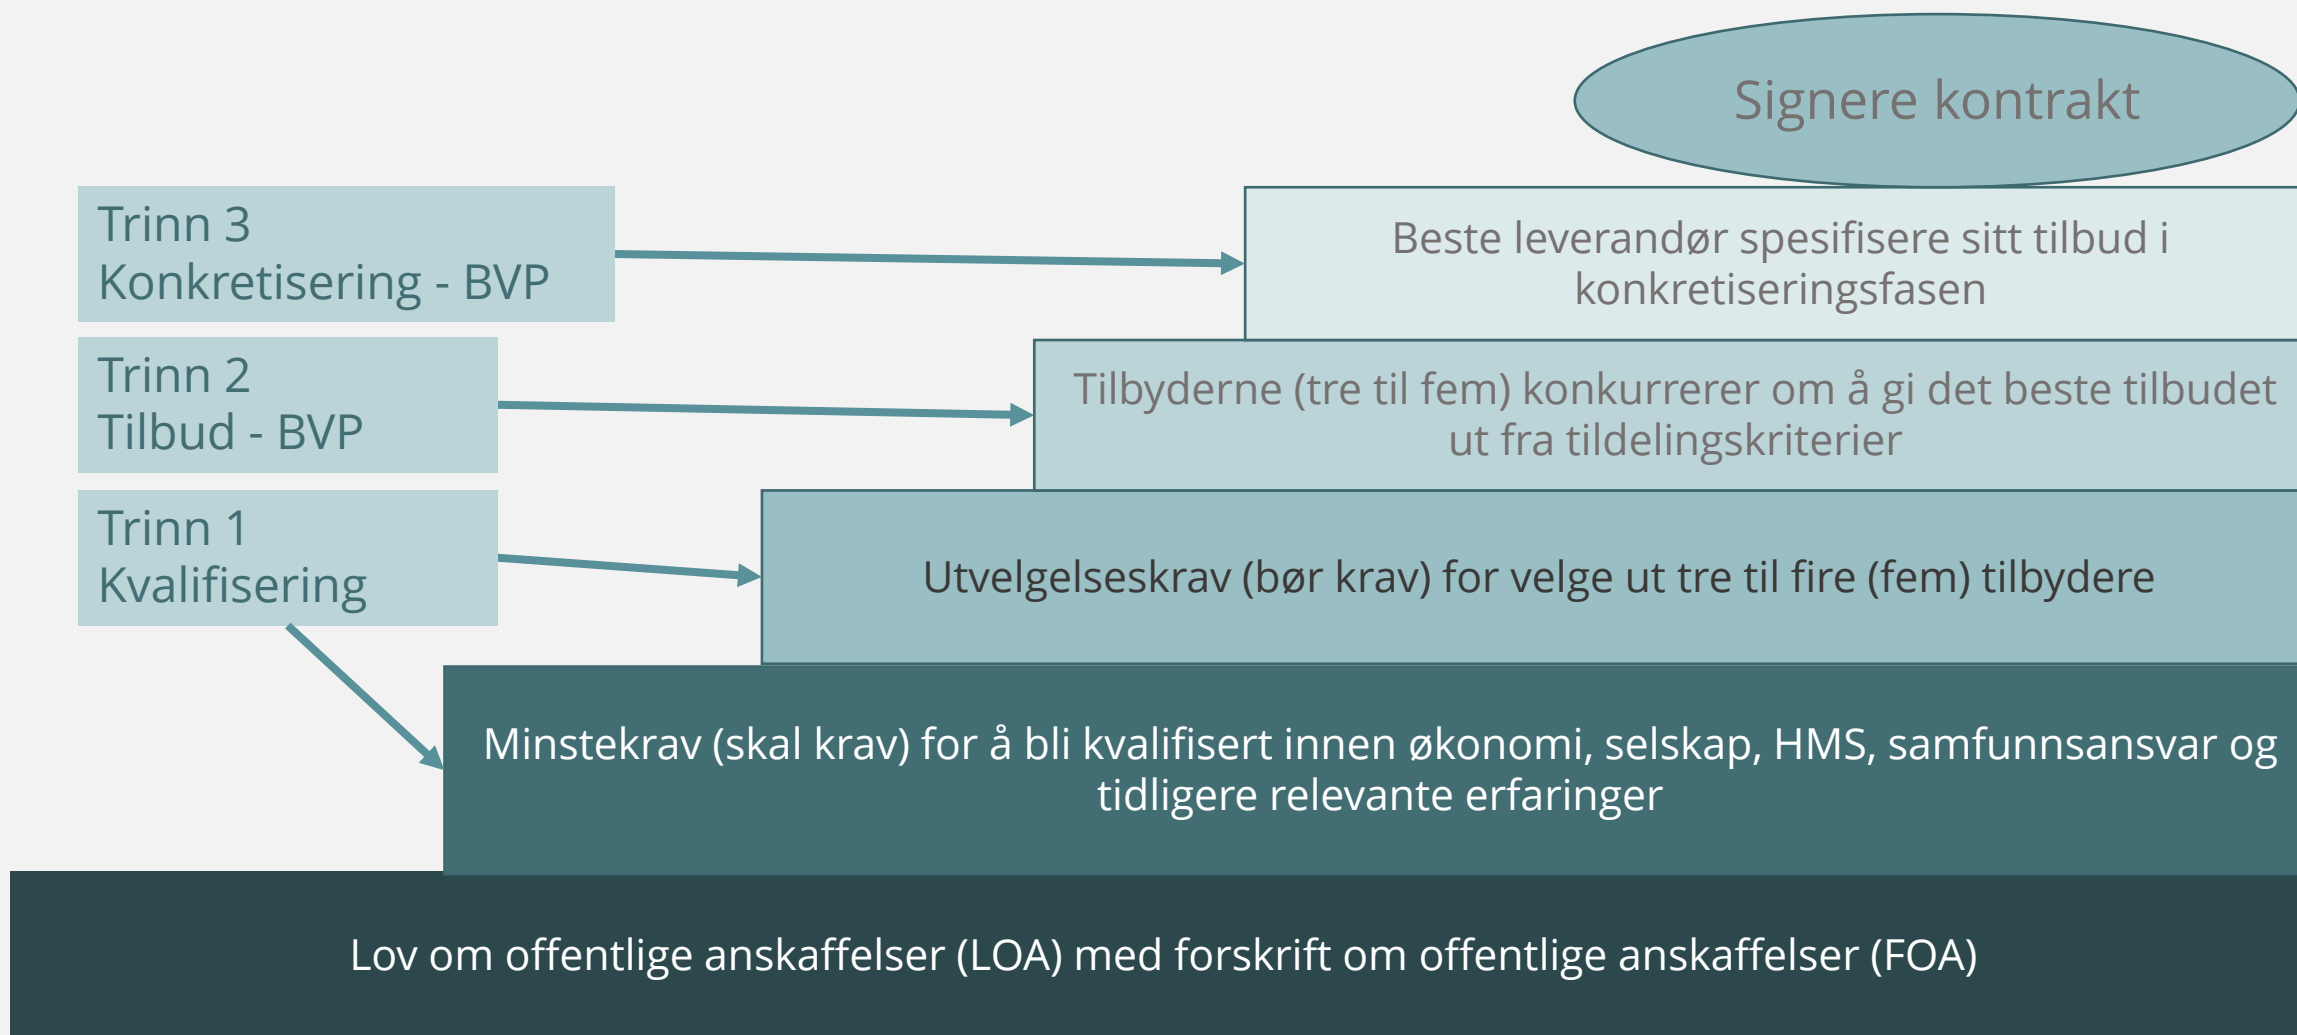 Signere kontrakt
Trinn 3
Konkretisering - BVP
Beste leverandør spesifisere sitt tilbud i
konkretiseringsfasen
Trinn 2
Tilbud - BVP
Tilbyderne (tre til fem) konkurrerer om å gi det beste tilbudet
ut fra tildelingskriterier
Trinn 1
Kvalifisering
Utvelgelseskrav (bør krav) for velge ut tre til fire (fem) tilbydere
Minstekrav (skal krav) for å bli kvalifisert innen økonomi, selskap, HMS, samfunnsansvar og
tidligere relevante erfaringer
Lov om offentlige anskaffelser (LOA) med forskrift om offentlige anskaffelser (FOA)